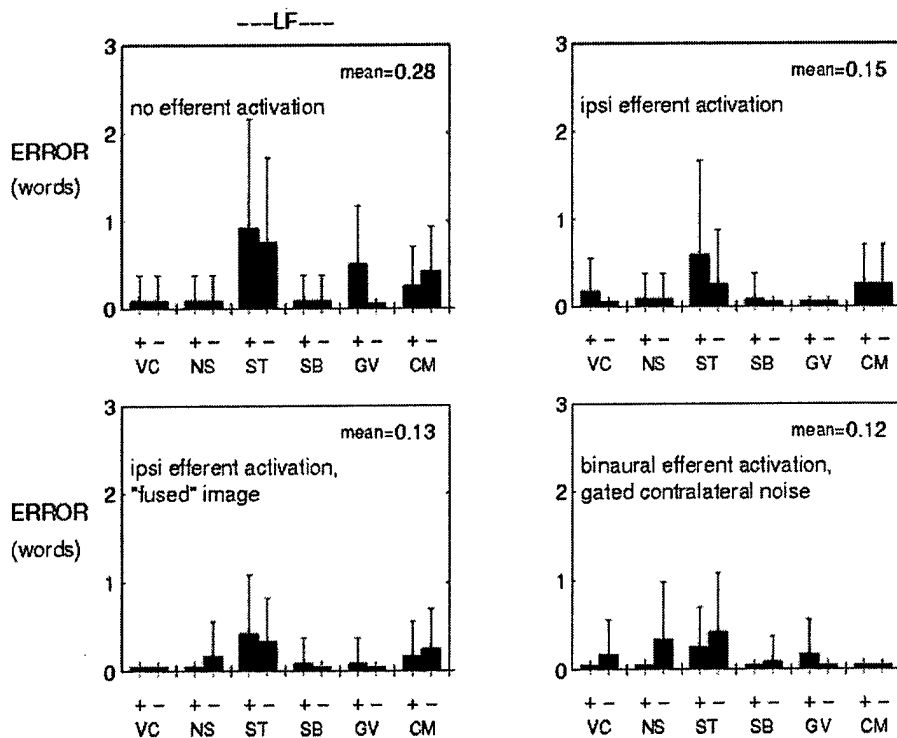 ---LF---
3
mean=0.28
no efferent activation
2
ERROR
(words)
1
0
+ - + - + - + - + - + -
VC NS ST SB GV CM
3
mean=0.15
ipsi efferent activation
2
1
0
+ - + - + - + - + - + -
VC NS ST SB GV CM
3
mean=0.13
ipsi efferent activation,
"fused" image
2
ERROR
(words)
1
0
+ - + - + - + - + - + -
VC NS ST SB GV CM
3
mean=0.12
binaural efferent activation,
gated contralateral noise
2
1
0
+ - + - + - + - + - + -
VC NS ST SB GV CM